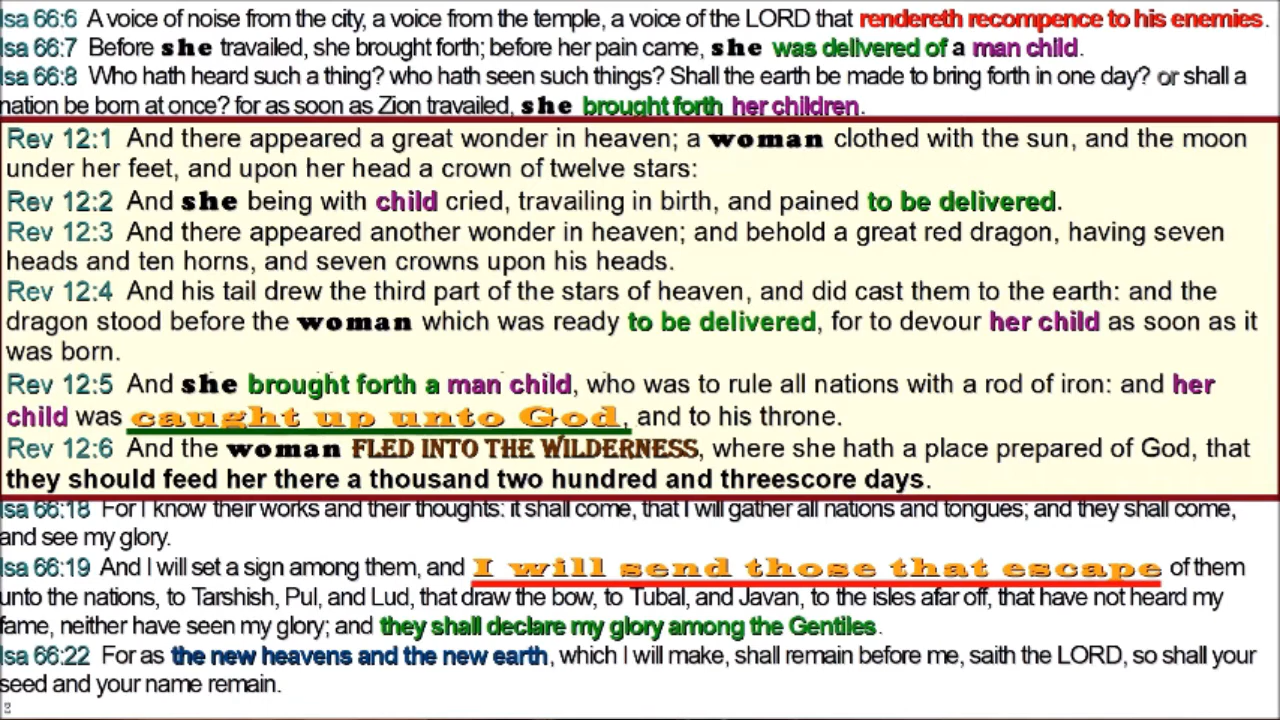 Isa 66:6 A voice of noise from the city, a voice from the temple, a voice of the LORD that rendereth recompence to his enemies.
Isa 66:7 Before she travailed, she brought forth; before her pain came, she was delivered of a man child.
Isa 66:8 Who hath heard such a thing? who hath seen such things? Shall the earth be made to bring forth in one day? or shall a
nation be born at once? for as soon as Zion travailed, she brought forth her children.
Rev 12:1 And there appeared a great wonder in heaven; a woman clothed with the sun, and the moon
under her feet, and upon her head a crown of twelve stars:
Rev 12:2 And she being with child cried, travailing in birth, and pained to be delivered.
Rev 12:3 And there appeared another wonder in heaven; and behold a great red dragon, having seven
heads and ten horns, and seven crowns upon his heads.
Rev 12:4 And his tail drew the third part of the stars of heaven, and did cast them to the earth: and the
dragon stood before the woman which was ready to be delivered, for to devour her child as soon as it
was born.
Rev 12:5 And she brought forth a man child, who was to rule all nations with a rod of iron: and her
child was caught up unto God, and to his throne.
Rev 12:6 And the woman FLED INTO THE WILDERNESS, where she hath a place prepared of God, that
they should feed her there a thousand two hundred and threescore days.
Isa 66:18 For I know their works and their thoughts: it shall come, that I will gather all nations and tongues; and they shall come,
and see my glory.
Isa 66:19 And I will set a sign among them, and I will send those that escape of them
unto the nations, to Tarshish, Pul, and Lud, that draw the bow, to Tubal, and Javan, to the isles afar off, that have not heard my
fame, neither have seen my glory; and they shall declare my glory among the Gentiles.
Isa 66:22 For as the new heavens and the new earth, which I will make, shall remain before me, saith the LORD, so shall your
seed and your name remain.